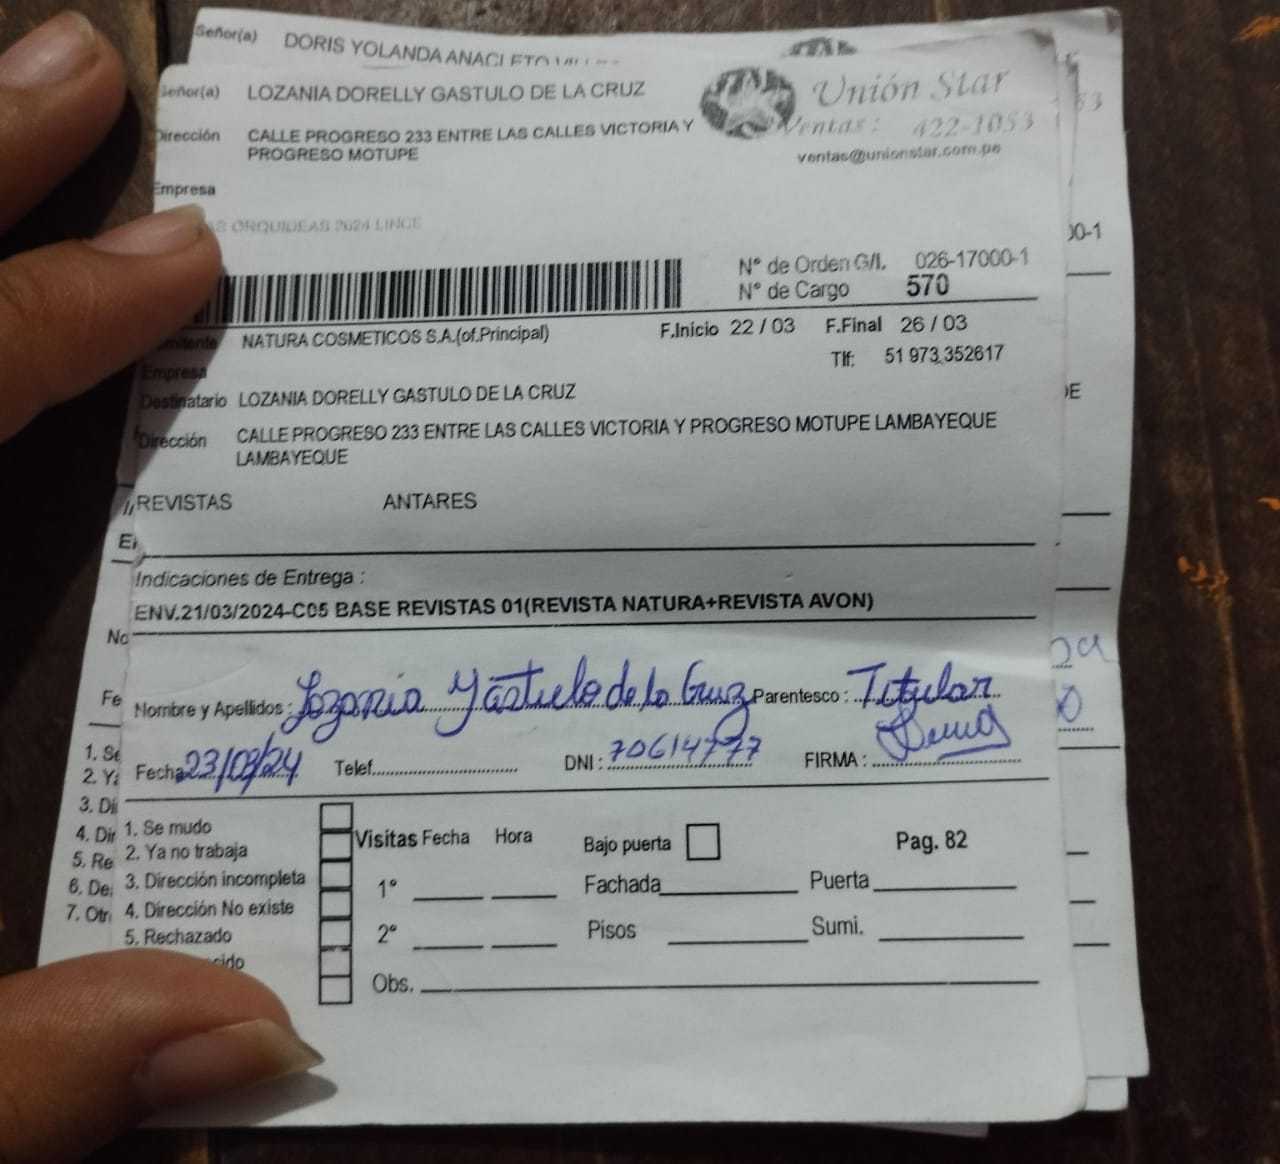 Señor(a) DORIS YOLANDA ANACLETO
Señor(a) LOZANIA DORELLY GASTULO DE LA CRUZ
Unión Star
Ventas: 422-1053
ventas@unionstar.com.pe
Dirección CALLE PROGRESO 233 ENTRE LAS CALLES VICTORIA Y
PROGRESO MOTUPE
Empresa
ORQUIDEAS 2024 LINCE
N° de Orden G/L. 026-17000-1
N° de Cargo 570
NATURA COSMETICOS S.A.(of.Principal) F.Inicio 22 / 03 F.Final 26 / 03
Tlf: 51 973 352617
Empresa
Destinatario LOZANIA DORELLY GASTULO DE LA CRUZ
Dirección CALLE PROGRESO 233 ENTRE LAS CALLES VICTORIA Y PROGRESO MOTUPE LAMBAYEQUE
LAMBAYEQUE
REVISTAS ANTARES
Indicaciones de Entrega :
ENV.21/03/2024-C05 BASE REVISTAS 01(REVISTA NATURA+REVISTA AVON)
Nombre y Apellidos : Lozania Gastulo de la Cruz Parentesco : Titular
Fecha 23/03/24 Telef. DNI : 70614777 FIRMA :
1. Se mudo
2. Ya no trabaja
3. Dirección incompleta
4. Dirección No existe
5. Rechazado
Visitas Fecha Hora Bajo puerta Pag. 82
1° Fachada Puerta
2° Pisos Sumi.
Obs.